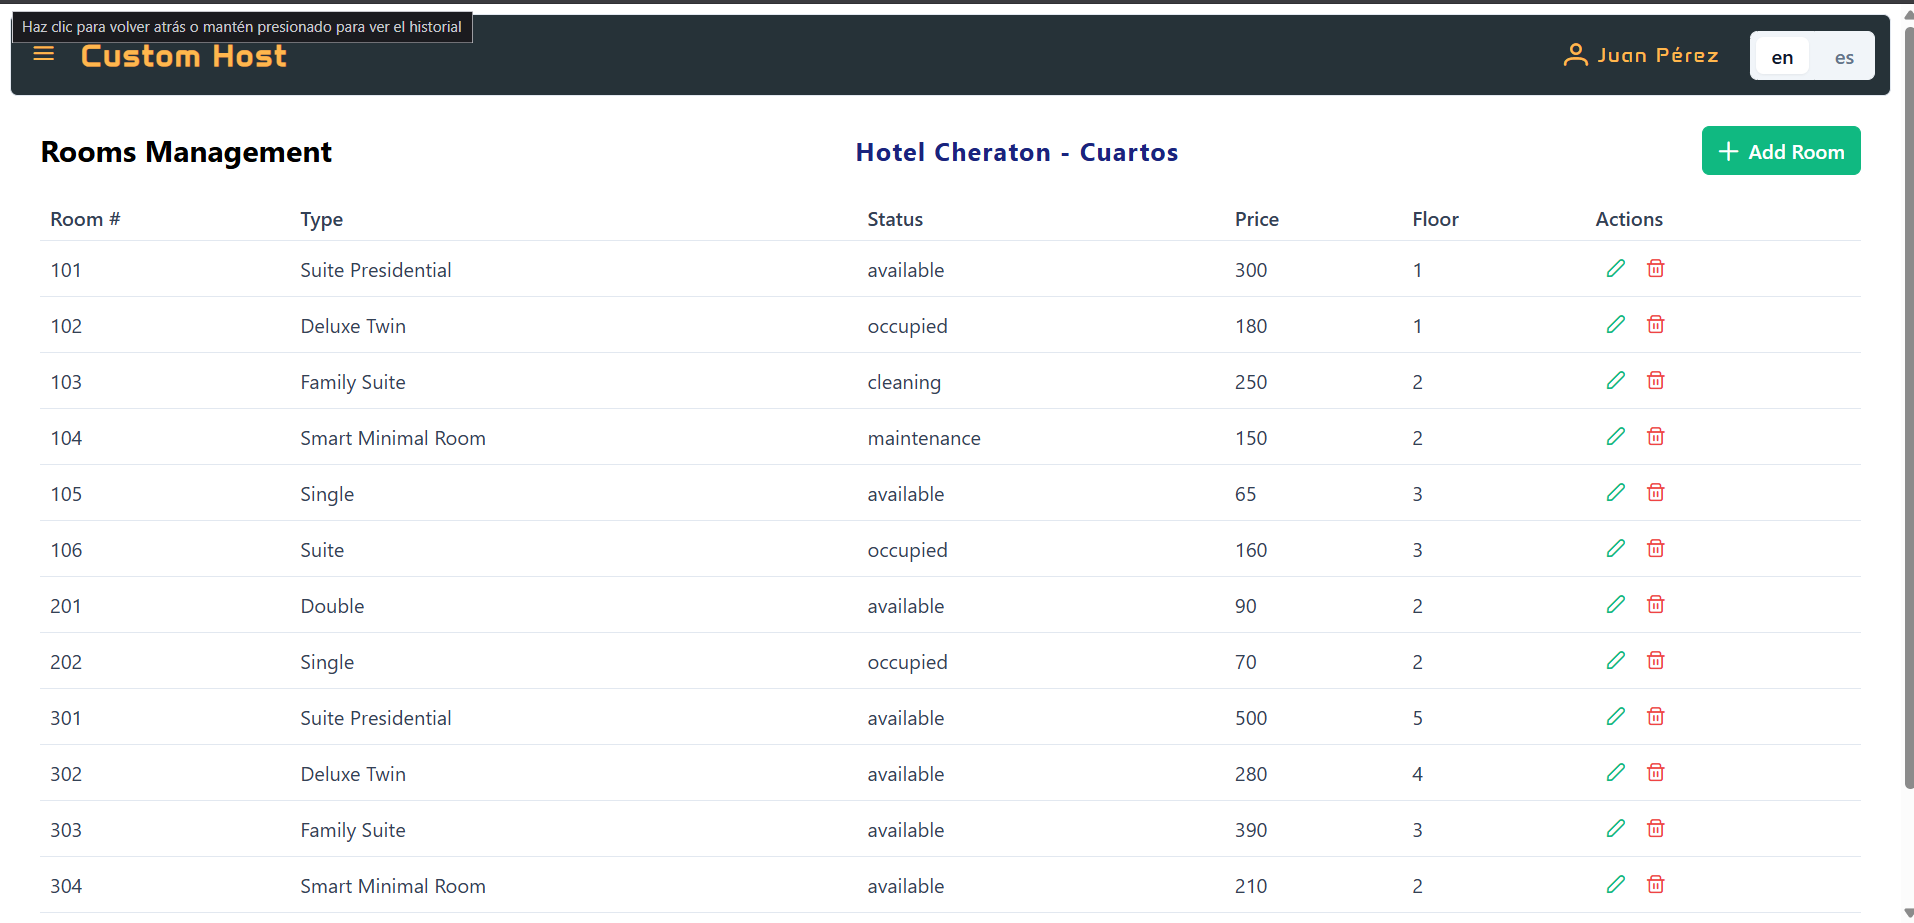 Haz clic para volver atrás o mantén presionado para ver el historial
Custom Host
Juan Pérez
en es
Rooms Management
Hotel Cheraton - Cuartos
Add Room
Room # Type Status Price Floor Actions
101 Suite Presidential available 300 1
102 Deluxe Twin occupied 180 1
103 Family Suite cleaning 250 2
104 Smart Minimal Room maintenance 150 2
105 Single available 65 3
106 Suite occupied 160 3
201 Double available 90 2
202 Single occupied 70 2
301 Suite Presidential available 500 5
302 Deluxe Twin available 280 4
303 Family Suite available 390 3
304 Smart Minimal Room available 210 2